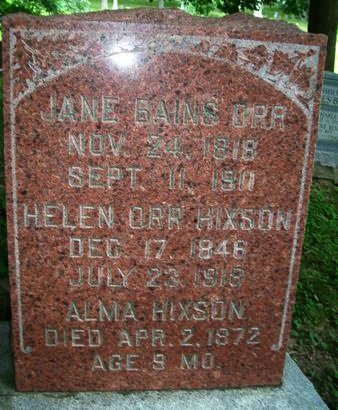 JANE GAINS ORR
NOV. 24. 1818
SEPT. 11. 1911
HELEN ORR HIXSON
DEC. 17. 1846
JULY 23. 1918
ALMA HIXSON
DIED APR. 2. 1872
AGE 9 MO.